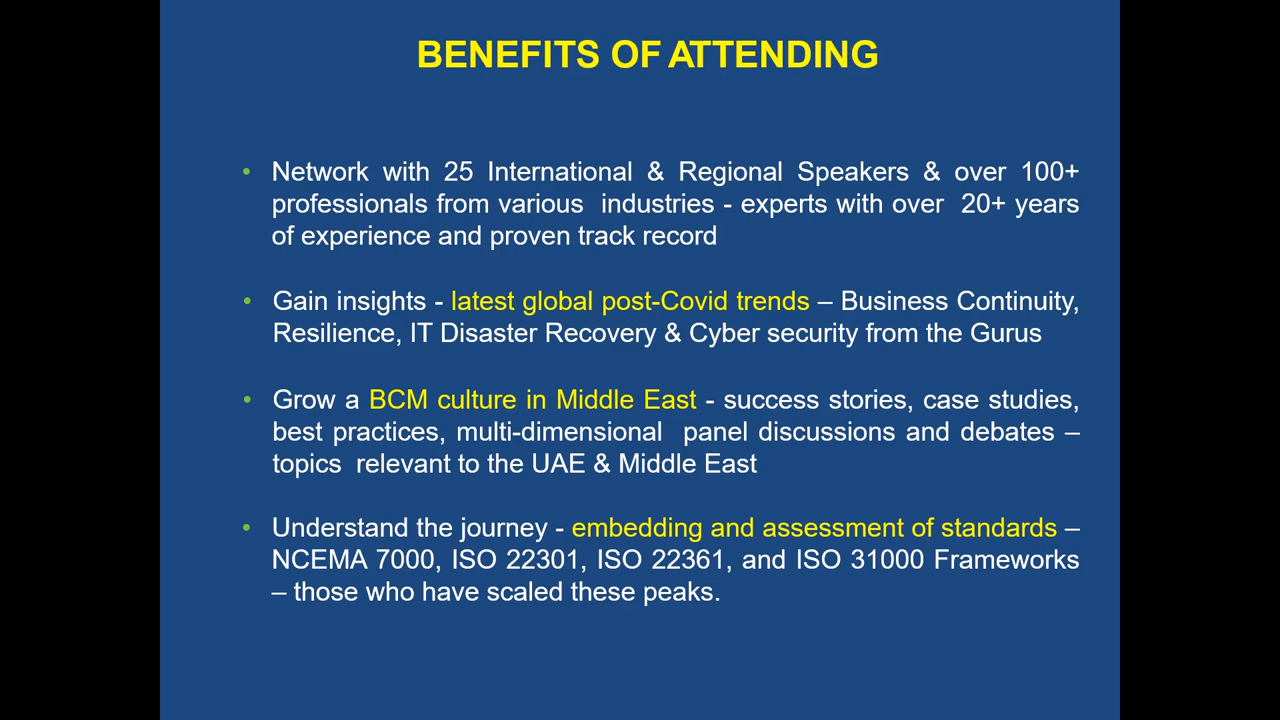 BENEFITS OF ATTENDING
• Network with 25 International & Regional Speakers & over 100+
professionals from various industries - experts with over 20+ years
of experience and proven track record
• Gain insights - latest global post-Covid trends – Business Continuity,
Resilience, IT Disaster Recovery & Cyber security from the Gurus
• Grow a BCM culture in Middle East - success stories, case studies,
best practices, multi-dimensional panel discussions and debates –
topics relevant to the UAE & Middle East
• Understand the journey - embedding and assessment of standards –
NCEMA 7000, ISO 22301, ISO 22361, and ISO 31000 Frameworks
– those who have scaled these peaks.